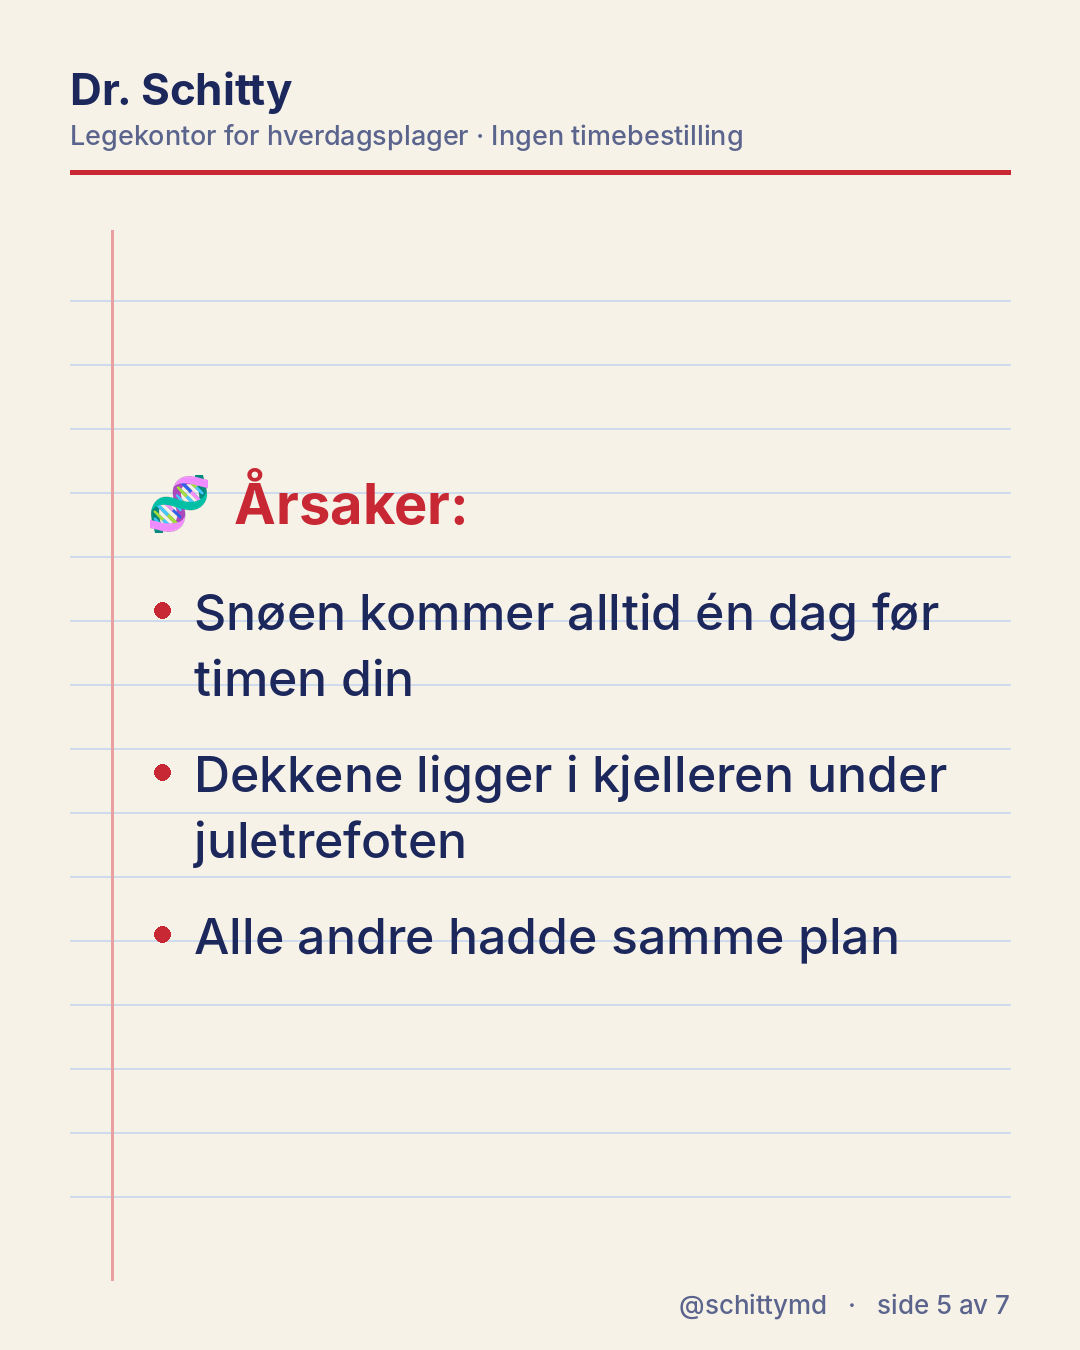 Dr. Schitty
Legekontor for hverdagsplager · Ingen timebestilling
🧬 Årsaker:
• Snøen kommer alltid én dag før
timen din
• Dekkene ligger i kjelleren under
juletrefoten
• Alle andre hadde samme plan
@schittymd · side 5 av 7